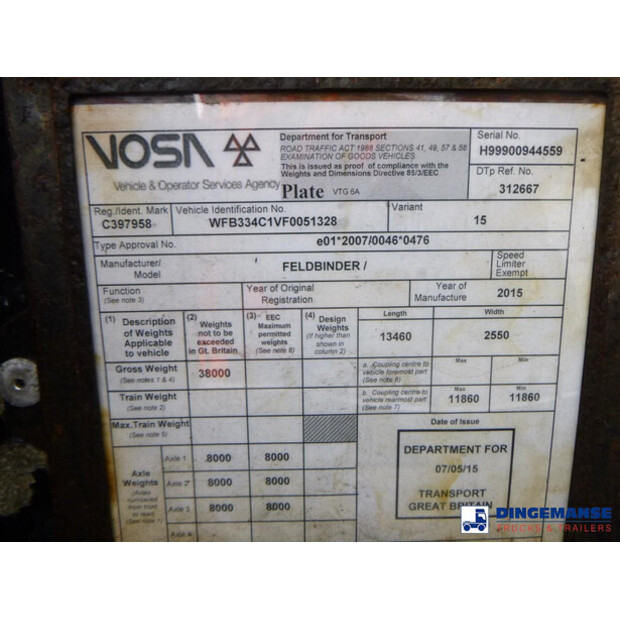 VOSA
Vehicle & Operator Services Agency
Department for Transport
ROAD TRAFFIC ACT 1988 SECTIONS 41, 49, 57 & 58
EXAMINATION OF GOODS VEHICLES
This is issued as proof of compliance with the
Weights and Dimensions Directive 85/3/EEC
Plate VTG 6A
Serial No.
H99900944559
DTp Ref. No.
312667
Reg./Ident. Mark
C397958
Vehicle Identification No.
WFB334C1VF0051328
Variant
15
Type Approval No.
e01*2007/0046*0476
Manufacturer/
Model
FELDBINDER /
Speed
Limiter
Exempt
Function
(See note 3)
Year of Original
Registration
Year of
Manufacture
2015
(1) Description
of Weights
Applicable
to vehicle
(2) Weights
not to be
exceeded
in Gt. Britain
(3) EEC
Maximum
permitted
weights
(See note 8)
(4) Design
Weights
(if higher than
shown in
column 2)
Length
13460
Width
2550
Gross Weight
(See notes 1 & 4)
38000
a. Coupling centre to
vehicle foremost part
(See note 6)
Max
Min
Train Weight
(See note 2)
b. Coupling centre to
vehicle rearmost part
(See note 7)
Max
11860
Min
11860
Max.Train Weight
(See note 5)
Date of Issue
Axle
Weights
(Axles
numbered
from front
to rear)
(See note 1)
Axle 1 8000 8000
Axle 2 8000 8000
Axle 3 8000 8000
Axle 4
DEPARTMENT FOR
07/05/15
TRANSPORT
GREAT BRITAIN
DINGEMANSE
TRUCKS & TRAILERS